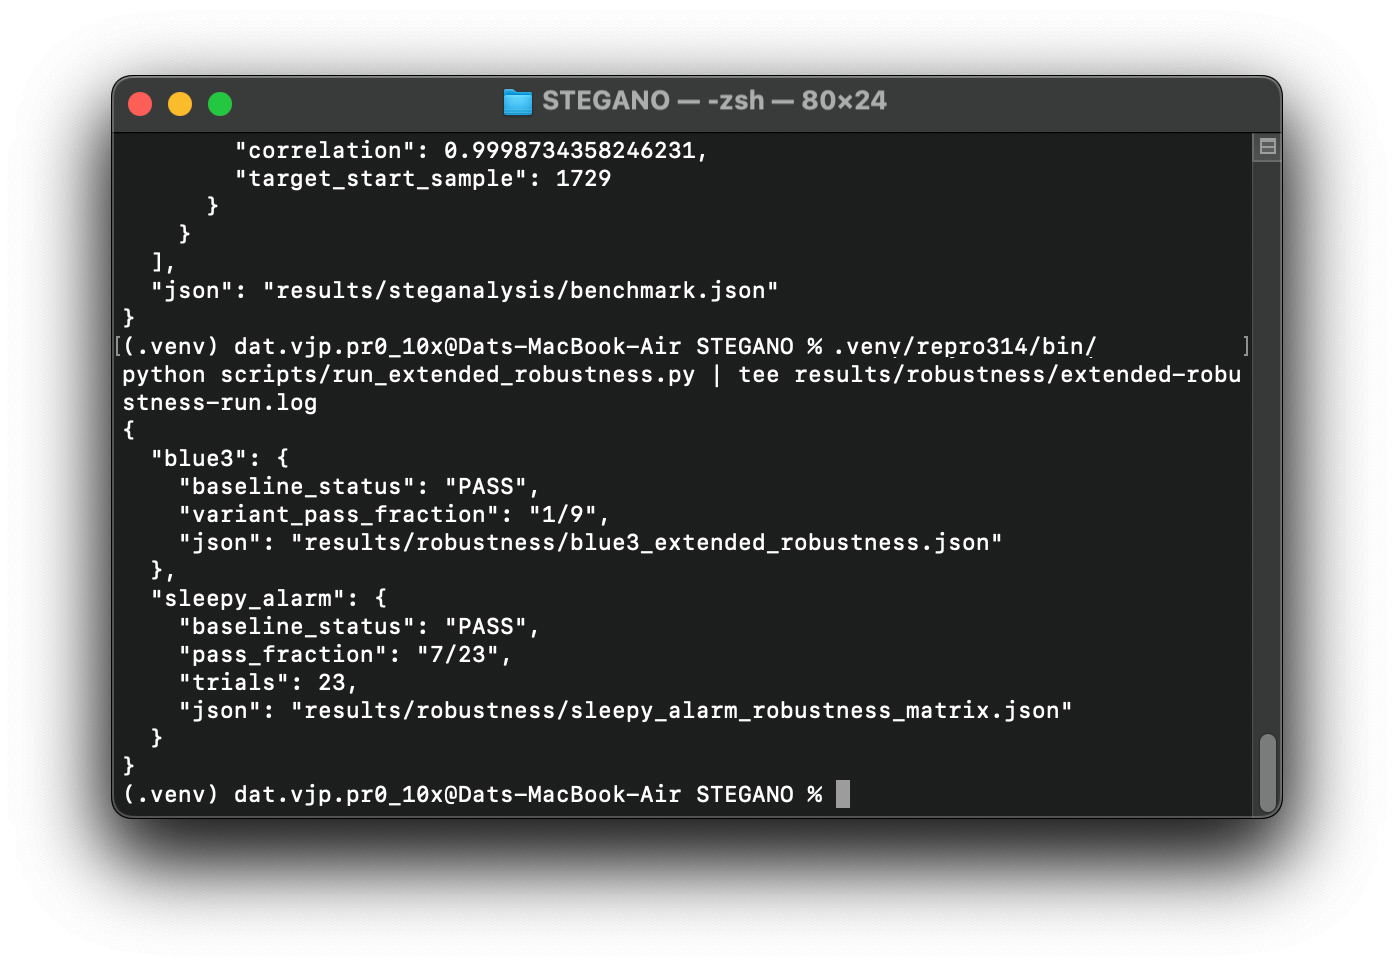 STEGANO — -zsh — 80×24
"correlation": 0.9998734358246231,
"target_start_sample": 1729
}
}
],
"json": "results/steganalysis/benchmark.json"
}
[(.venv) dat.vjp.pr0_10x@Dats-MacBook-Air STEGANO % .venv/repro314/bin/ ]
python scripts/run_extended_robustness.py | tee results/robustness/extended-robu
stness-run.log
{
"blue3": {
"baseline_status": "PASS",
"variant_pass_fraction": "1/9",
"json": "results/robustness/blue3_extended_robustness.json"
},
"sleepy_alarm": {
"baseline_status": "PASS",
"pass_fraction": "7/23",
"trials": 23,
"json": "results/robustness/sleepy_alarm_robustness_matrix.json"
}
}
(.venv) dat.vjp.pr0_10x@Dats-MacBook-Air STEGANO %